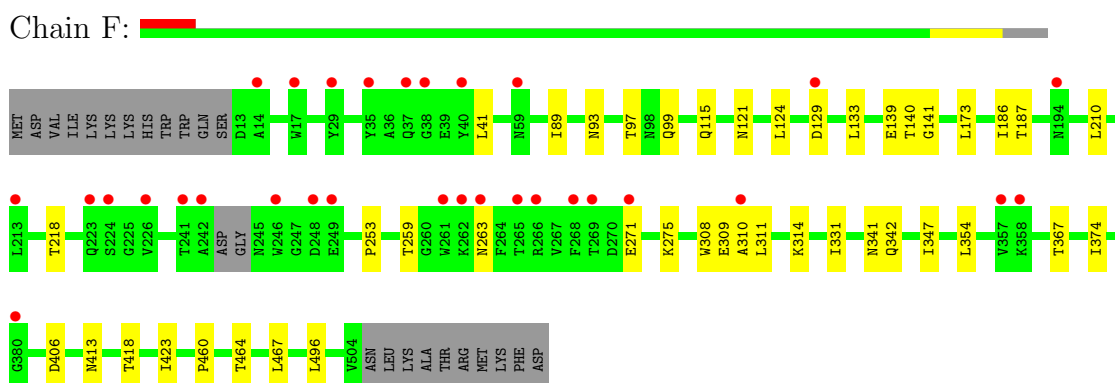 Chain F:
MET ASP VAL ILE LYS LYS LYS HIS TRP TRP GLN SER D13 A14 W17 Y29 Y35 A36 Q37 G38 E39 Y40 L41 N59 I89 N93 T97 N98 Q99 Q115 N121 L124 D129 L133 E139 T140 G141 L173 I186 T187 N194 L210
L213 T218 Q223 S224 G225 V226 T241 A242 ASP GLY N245 W246 G247 D248 E249 P253 T259 G260 W261 K262 N263 F264 T265 R266 V267 F268 T269 D270 E271 K275 W308 E309 A310 L311 K314 I331 N341 Q342 I347 L354 V357 K358 T367 I374
G380 D406 N413 T418 I423 P460 T464 L467 L496 V504 ASN LEU LYS ALA THR ARG MET LYS PHE ASP